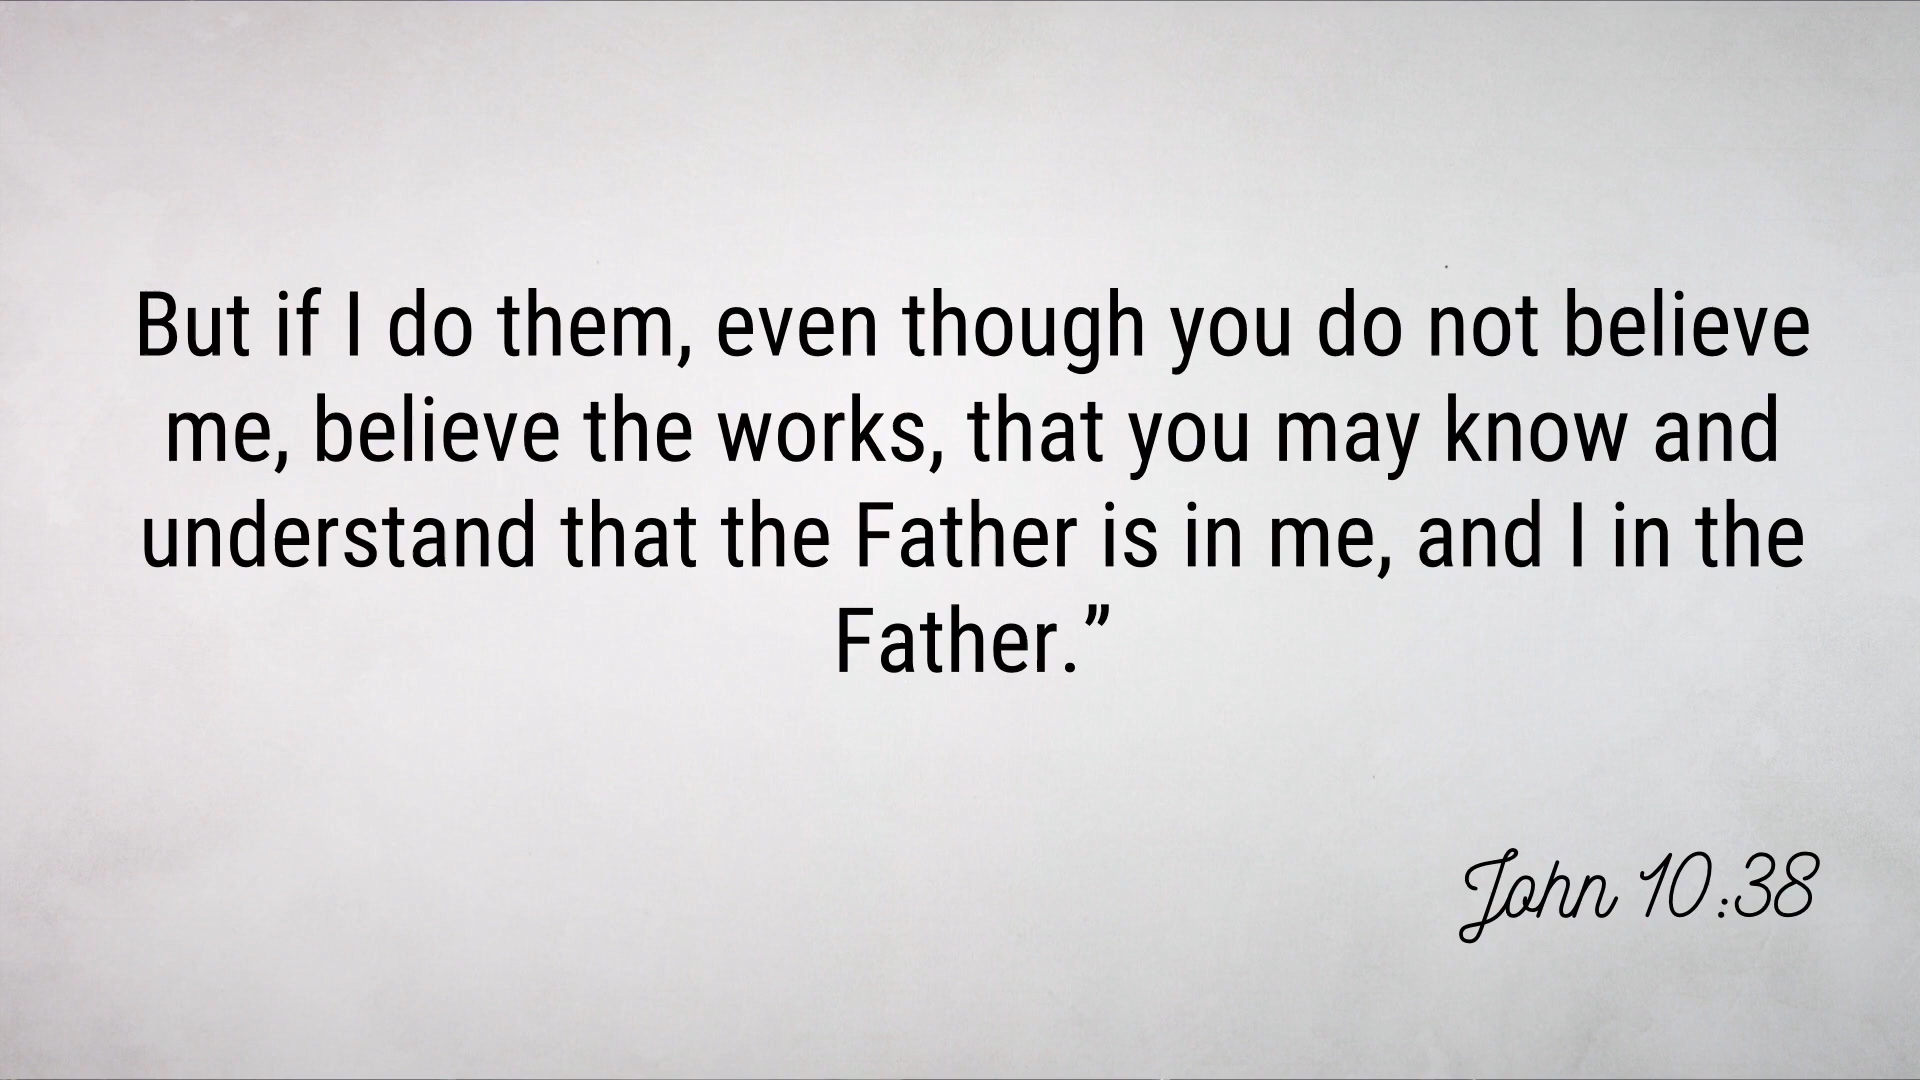 But if I do them, even though you do not believe
me, believe the works, that you may know and
understand that the Father is in me, and I in the
Father.”
John 10:38